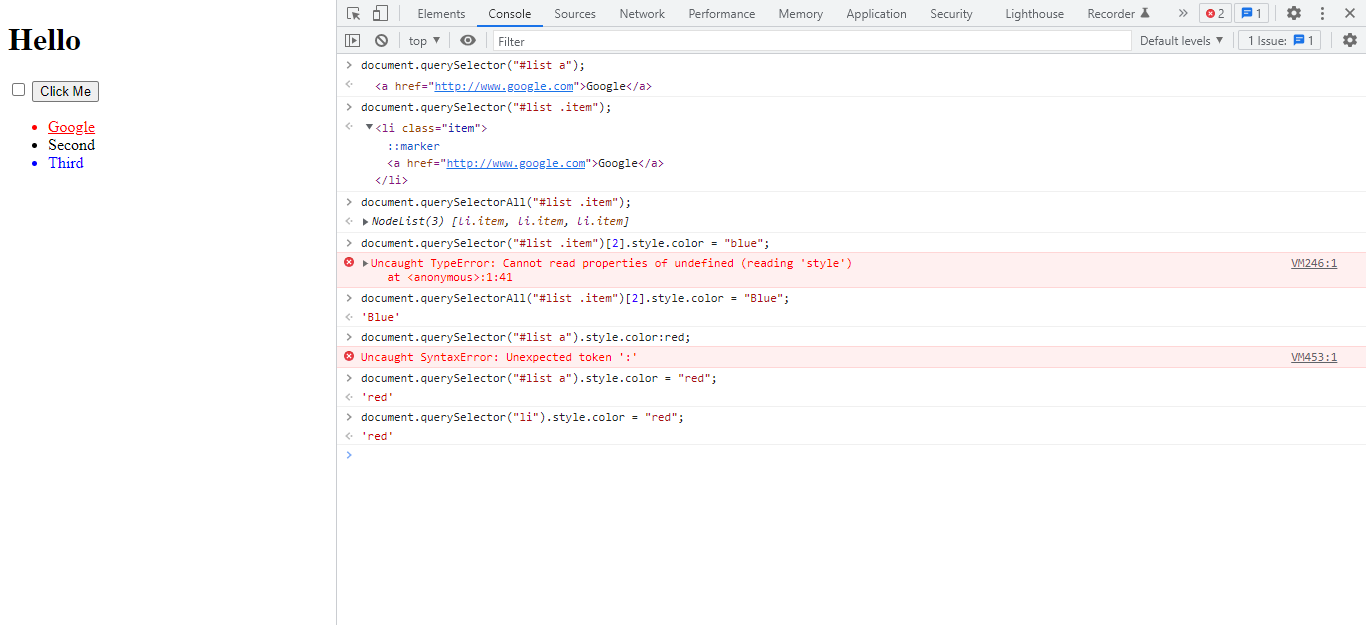 Hello
Click Me
Google
Second
Third
Elements Console Sources Network Performance Memory Application Security Lighthouse Recorder » 2 1
top ▼ Filter Default levels ▼ 1 Issue: 1
> document.querySelector("#list a");
<a href="http://www.google.com">Google</a>
> document.querySelector("#list .item");
▼<li class="item">
::marker
<a href="http://www.google.com">Google</a>
</li>
> document.querySelectorAll("#list .item");
▶NodeList(3) [li.item, li.item, li.item]
> document.querySelector("#list .item")[2].style.color = "blue";
▶Uncaught TypeError: Cannot read properties of undefined (reading 'style') VM246:1
at <anonymous>:1:41
> document.querySelectorAll("#list .item")[2].style.color = "Blue";
'Blue'
> document.querySelector("#list a").style.color:red;
Uncaught SyntaxError: Unexpected token ':' VM453:1
> document.querySelector("#list a").style.color = "red";
'red'
> document.querySelector("li").style.color = "red";
'red'
>